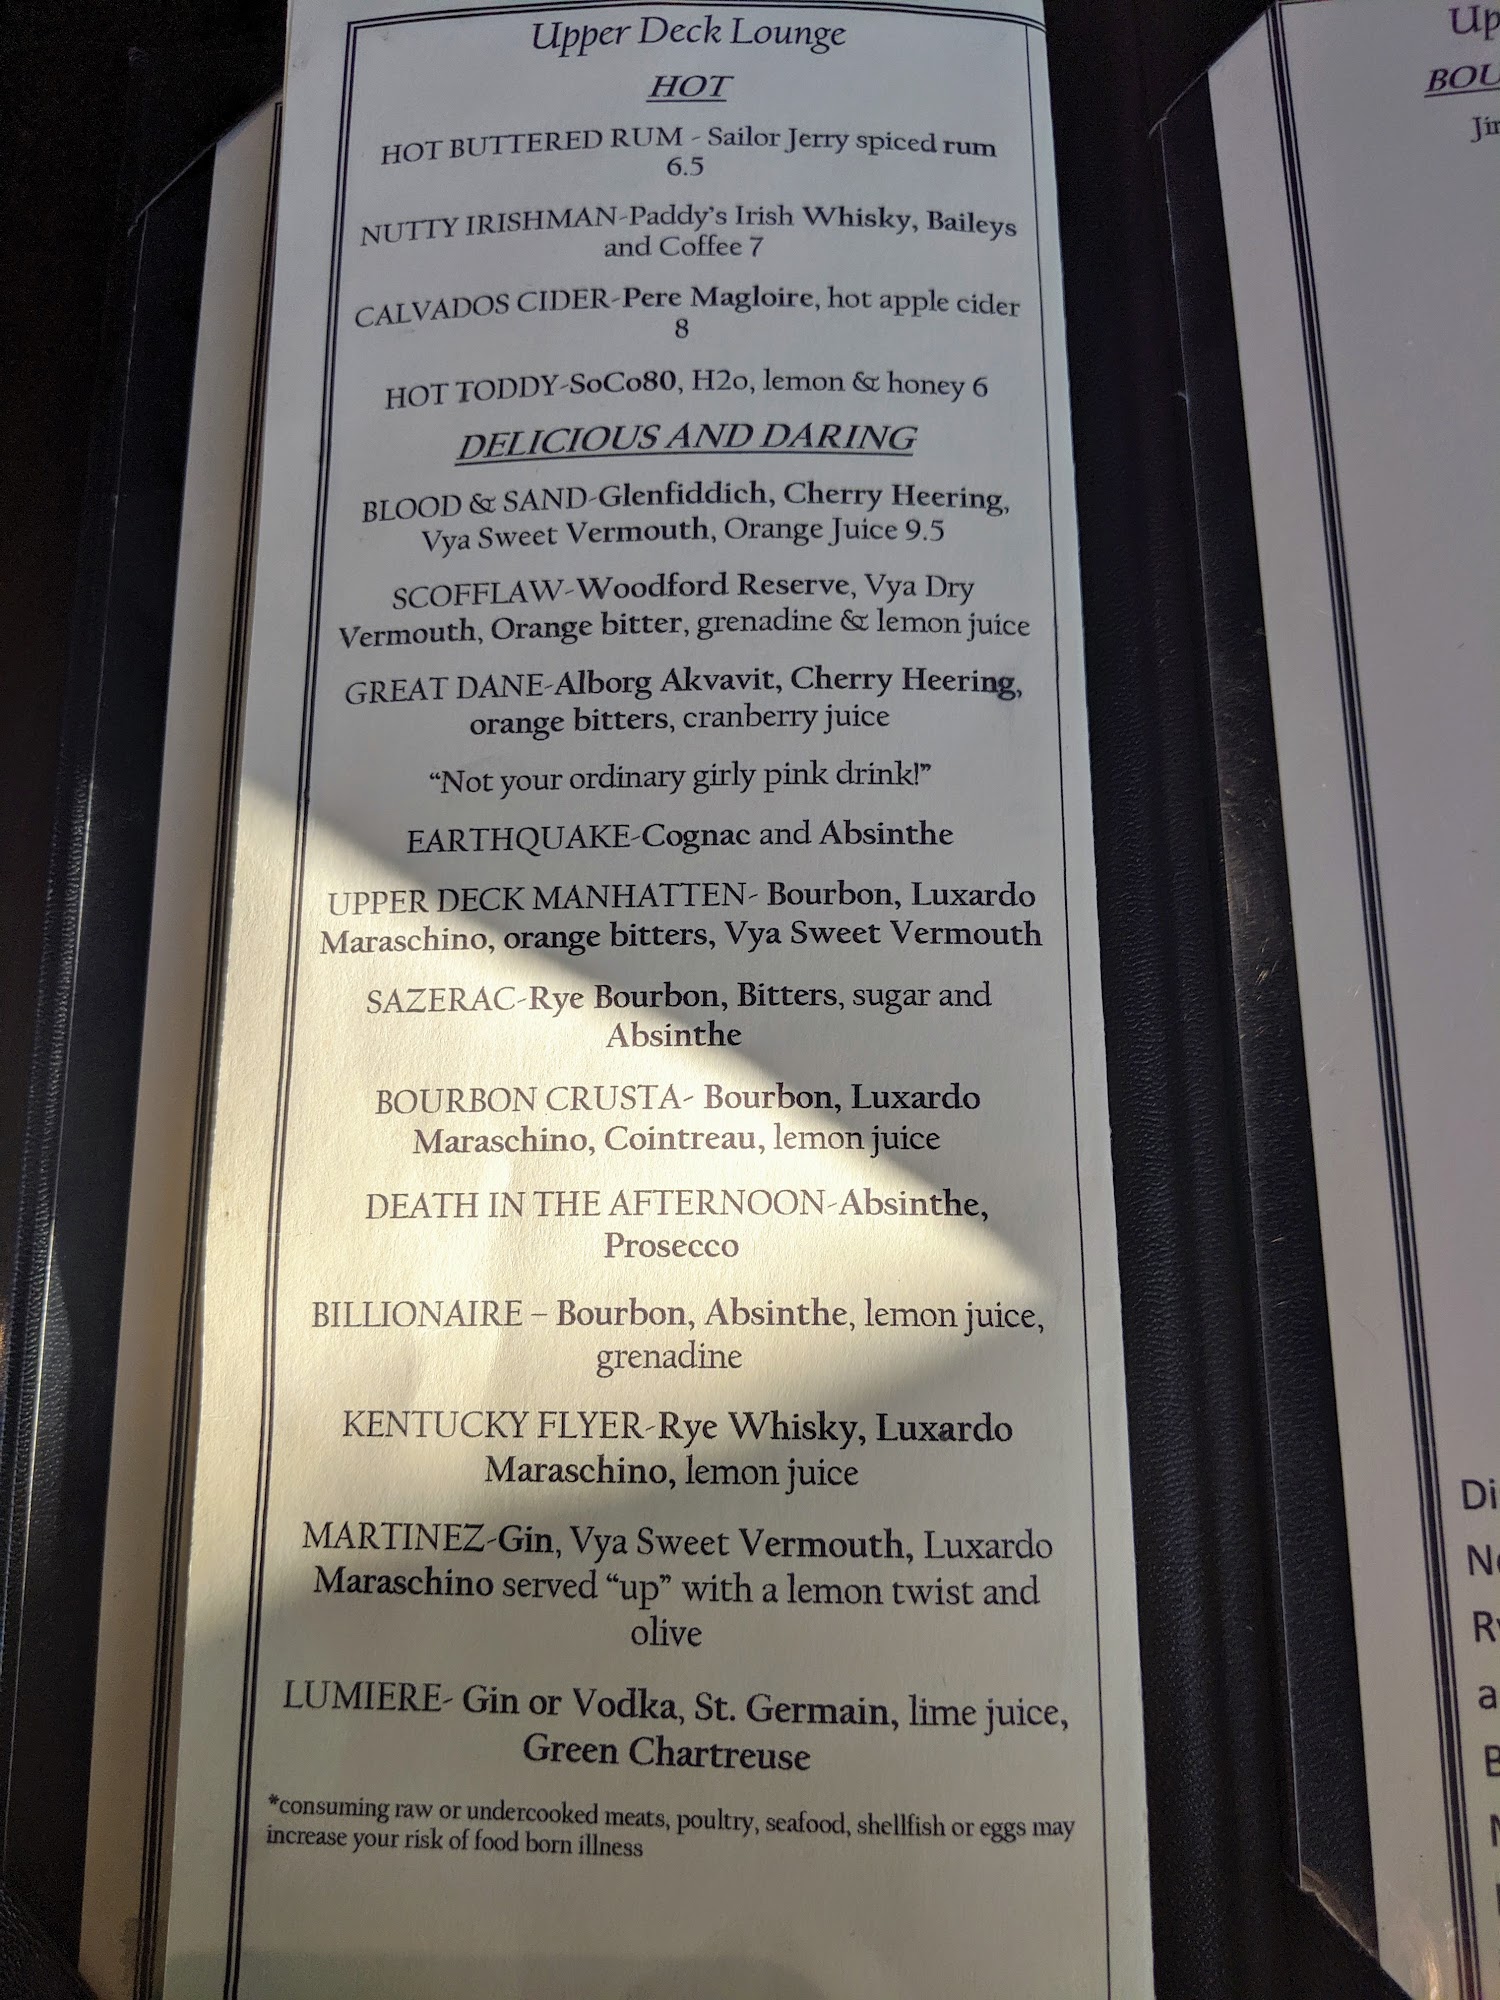 Upper Deck Lounge
HOT
HOT BUTTERED RUM - Sailor Jerry spiced rum
6.5
NUTTY IRISHMAN-Paddy's Irish Whisky, Baileys
and Coffee 7
CALVADOS CIDER-Pere Magloire, hot apple cider
8
HOT TODDY-SoCo80, H2o, lemon & honey 6
DELICIOUS AND DARING
BLOOD & SAND-Glenfiddich, Cherry Heering,
Vya Sweet Vermouth, Orange Juice 9.5
SCOFFLAW-Woodford Reserve, Vya Dry
Vermouth, Orange bitter, grenadine & lemon juice
GREAT DANE-Alborg Akvavit, Cherry Heering,
orange bitters, cranberry juice
“Not your ordinary girly pink drink!”
EARTHQUAKE-Cognac and Absinthe
UPPER DECK MANHATTEN- Bourbon, Luxardo
Maraschino, orange bitters, Vya Sweet Vermouth
SAZERAC-Rye Bourbon, Bitters, sugar and
Absinthe
BOURBON CRUSTA- Bourbon, Luxardo
Maraschino, Cointreau, lemon juice
DEATH IN THE AFTERNOON-Absinthe,
Prosecco
BILLIONAIRE – Bourbon, Absinthe, lemon juice,
grenadine
KENTUCKY FLYER-Rye Whisky, Luxardo
Maraschino, lemon juice
MARTINEZ-Gin, Vya Sweet Vermouth, Luxardo
Maraschino served “up” with a lemon twist and
olive
LUMIERE- Gin or Vodka, St. Germain, lime juice,
Green Chartreuse
*consuming raw or undercooked meats, poultry, seafood, shellfish or eggs may
increase your risk of food born illness